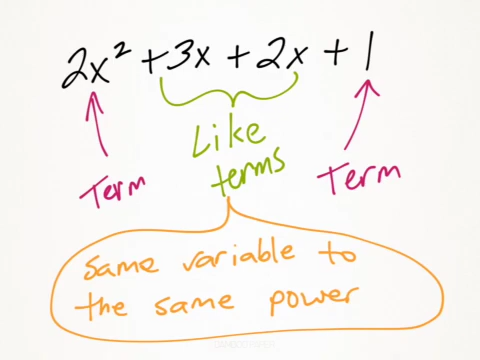 2x² + 3x + 2x + 1
Like
terms
Term
Term
same variable to
the same power